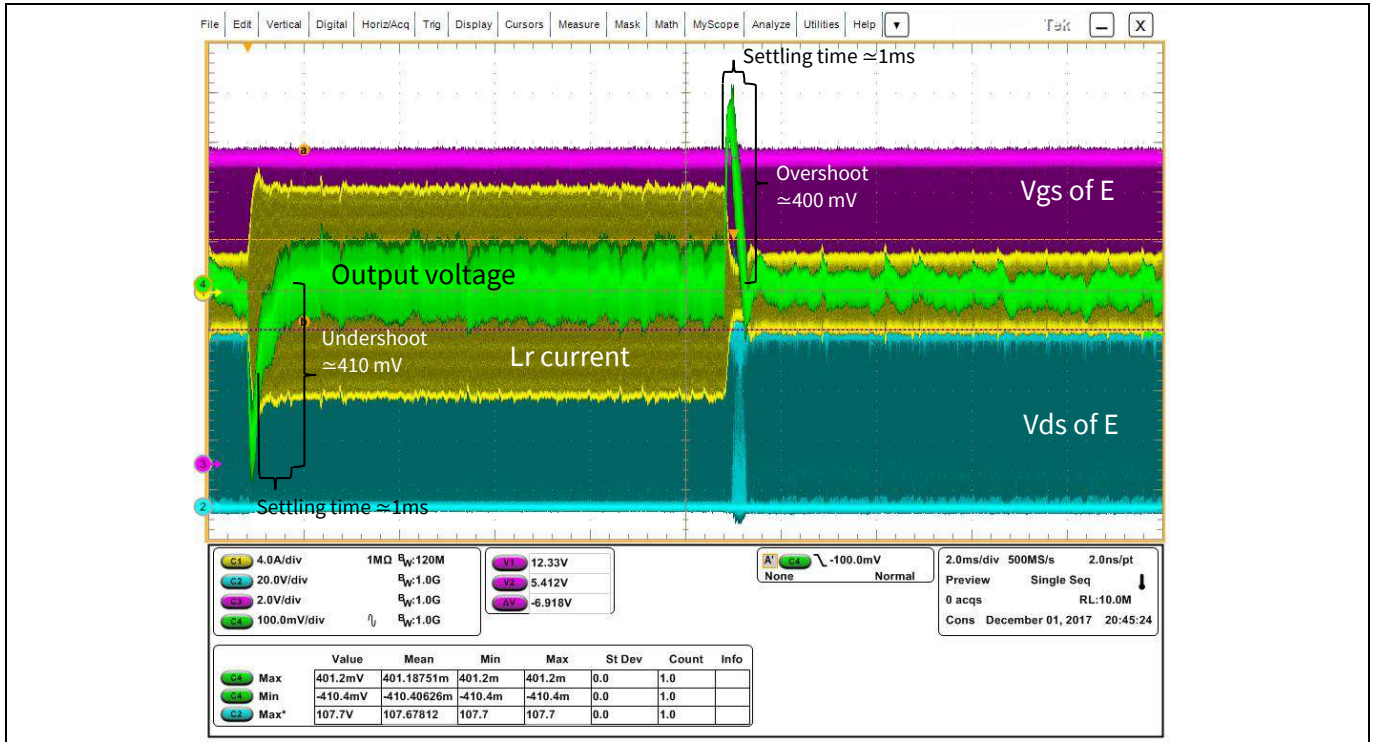 File Edit Vertical Digital Horiz/Acq Trig Display Cursors Measure Mask Math MyScope Analyze Utilities Help ▼ Tek — X
Settling time ≃1ms
a
Overshoot
≃400 mV
Vgs of E
4
Output voltage
b
Undershoot
≃410 mV
Lr current
Vds of E
3
2
Settling time ≃1ms
C1 4.0A/div 1MΩ BW:120M
C2 20.0V/div BW:1.0G
C3 2.0V/div BW:1.0G
C4 100.0mV/div BW:1.0G
V1 12.33V
V2 5.412V
ΔV -6.918V
A' C4 -100.0mV
None Normal
2.0ms/div 500MS/s 2.0ns/pt
Preview Single Seq
0 acqs RL:10.0M
Cons December 01, 2017 20:45:24
Value Mean Min Max St Dev Count Info
C4 Max 401.2mV 401.18751m 401.2m 401.2m 0.0 1.0
C4 Min -410.4mV -410.40626m -410.4m -410.4m 0.0 1.0
C2 Max* 107.7V 107.67812 107.7 107.7 0.0 1.0